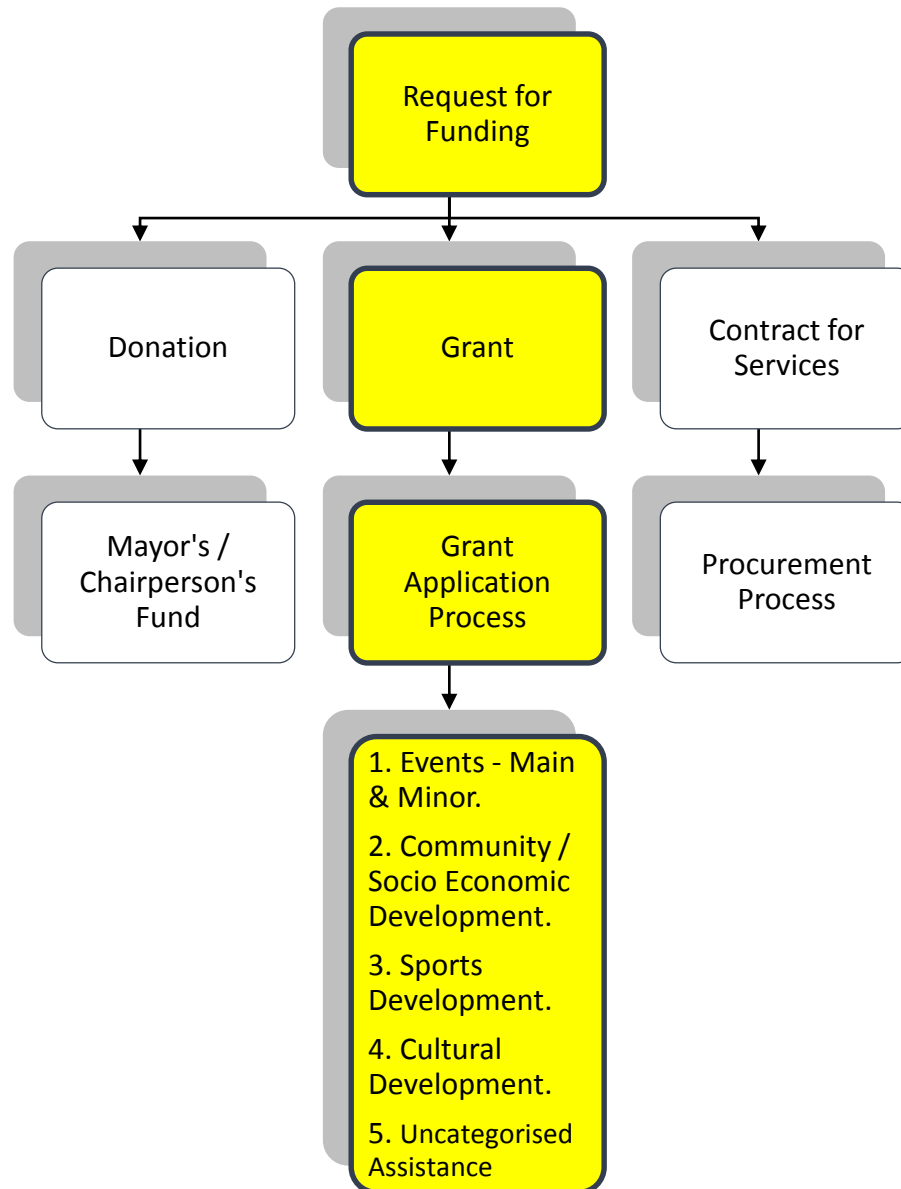 Request for
Funding
Donation
Grant
Contract for
Services
Mayor's /
Chairperson's
Fund
Grant
Application
Process
Procurement
Process
1. Events - Main
& Minor.
2. Community /
Socio Economic
Development.
3. Sports
Development.
4. Cultural
Development.
5. Uncategorised
Assistance